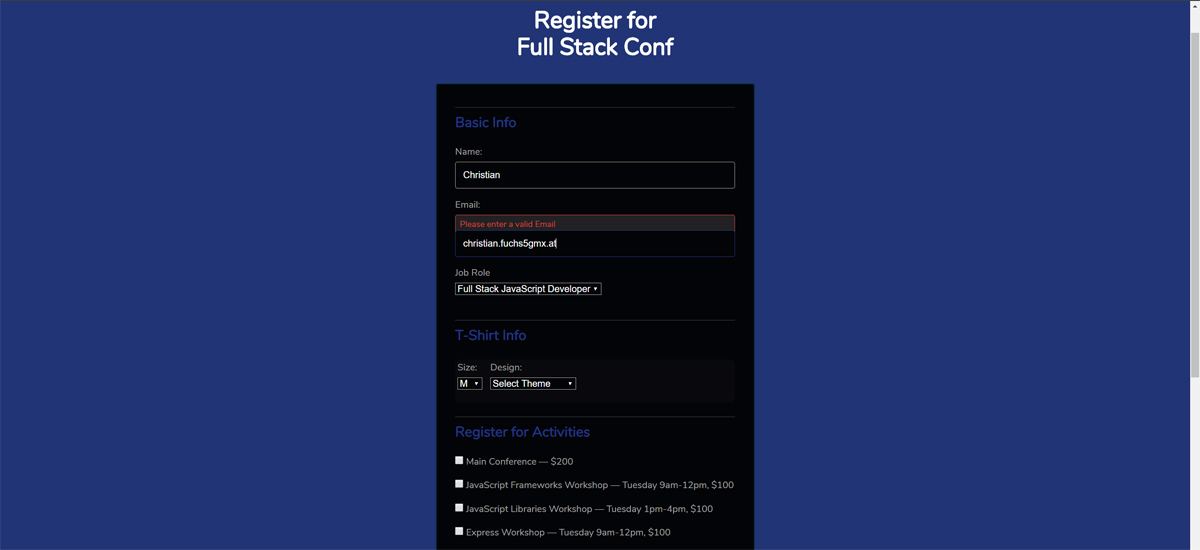 Register for
Full Stack Conf
Basic Info
Name:
Christian
Email:
Please enter a valid Email
christian.fuchs5gmx.at
Job Role
Full Stack JavaScript Developer
T-Shirt Info
Size: Design:
M Select Theme
Register for Activities
Main Conference — $200
JavaScript Frameworks Workshop — Tuesday 9am-12pm, $100
JavaScript Libraries Workshop — Tuesday 1pm-4pm, $100
Express Workshop — Tuesday 9am-12pm, $100